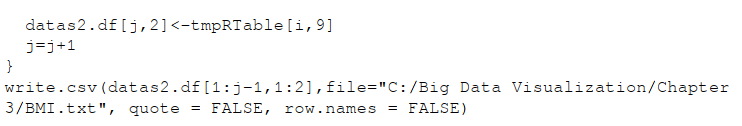 datas2.df[j,2]<-tmpRTable[i,9]
j=j+1
}
write.csv(datas2.df[1:j-1,1:2],file="C:/Big Data Visualization/Chapter
3/BMI.txt", quote = FALSE, row.names = FALSE)